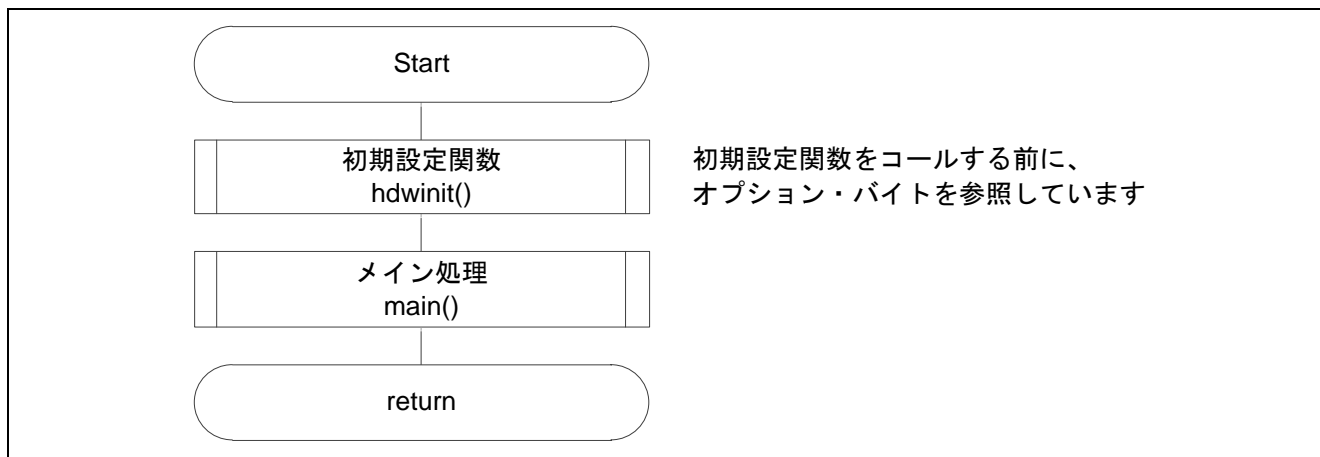 Start
初期設定関数
hdwinit()
初期設定関数をコールする前に、
オプション・バイトを参照しています
メイン処理
main()
return